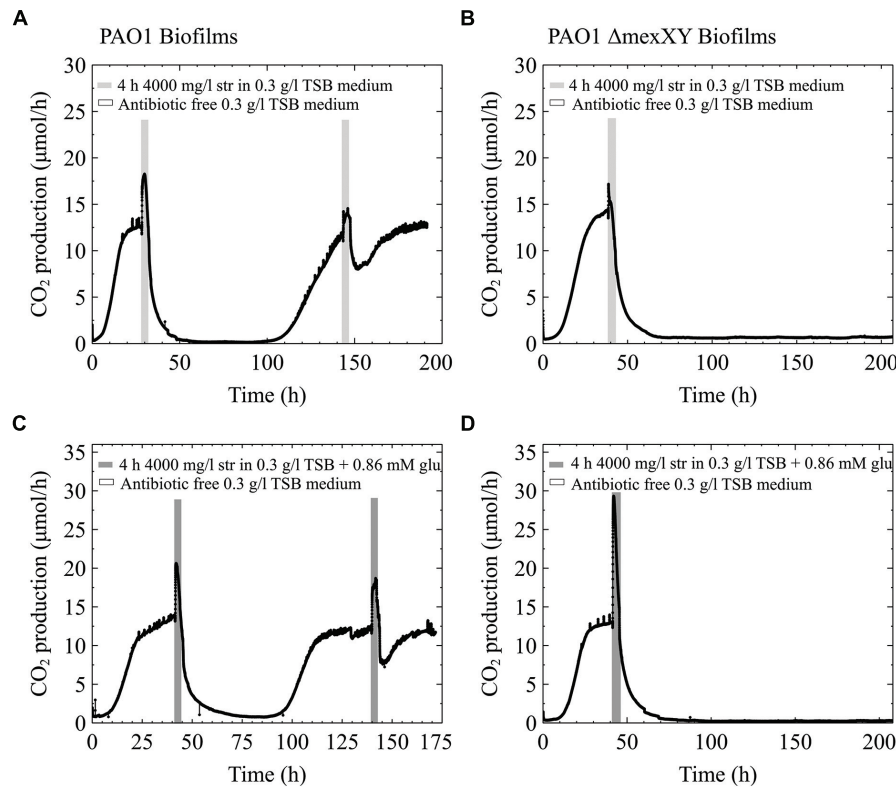 A
PAO1 Biofilms
30
25
20
15
10
5
0
CO₂ production (μmol/h)
4 h 4000 mg/l str in 0.3 g/l TSB medium
Antibiotic free 0.3 g/l TSB medium
0 50 100 150 200
Time (h)
B
PAO1 ΔmexXY Biofilms
30
25
20
15
10
5
0
CO₂ production (μmol/h)
4 h 4000 mg/l str in 0.3 g/l TSB medium
Antibiotic free 0.3 g/l TSB medium
0 50 100 150 200
Time (h)
C
35
30
25
20
15
10
5
0
CO₂ production (μmol/h)
4 h 4000 mg/l str in 0.3 g/l TSB + 0.86 mM glu
Antibiotic free 0.3 g/l TSB medium
0 25 50 75 100 125 150 175
Time (h)
D
35
30
25
20
15
10
5
0
CO₂ production (μmol/h)
4 h 4000 mg/l str in 0.3 g/l TSB + 0.86 mM glu
Antibiotic free 0.3 g/l TSB medium
0 50 100 150 200
Time (h)